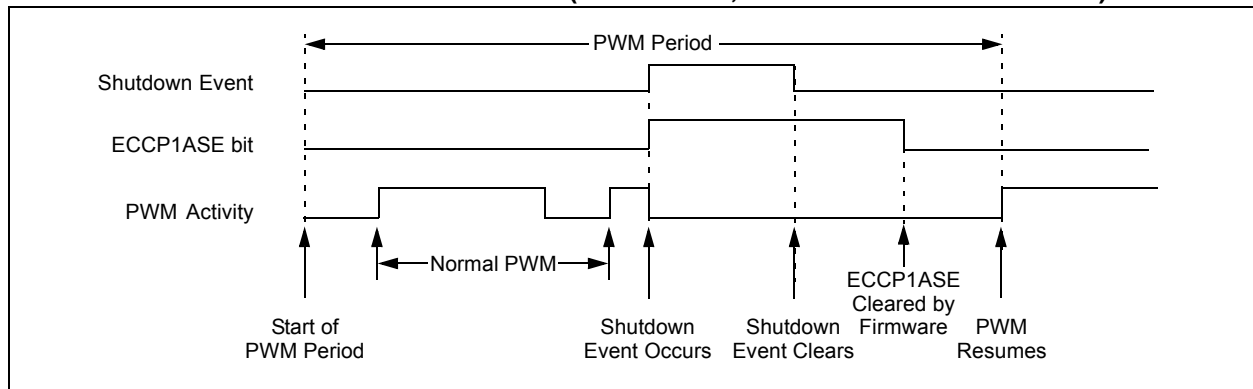 PWM Period
Shutdown Event
ECCP1ASE bit
PWM Activity
Normal PWM
Start of
PWM Period
Shutdown
Event Occurs
Shutdown
Event Clears
ECCP1ASE
Cleared by
Firmware
PWM
Resumes